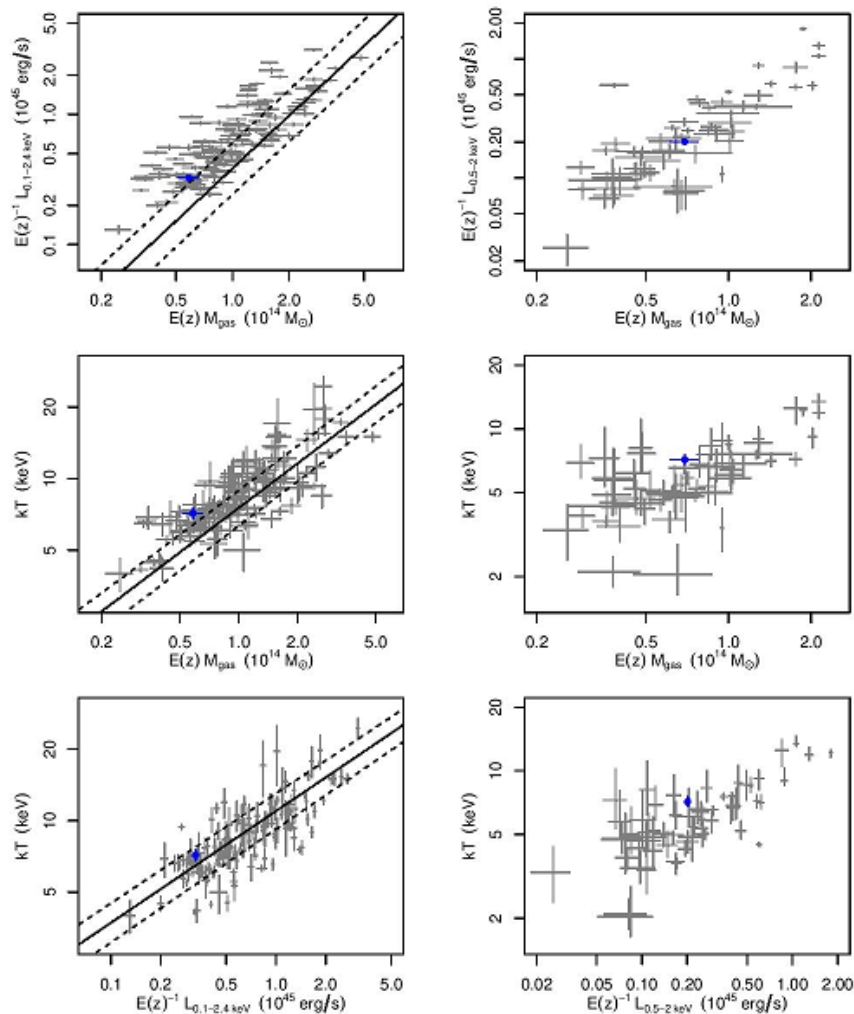 E(z)⁻¹ L₀.₁₋₂.₄ keV (10⁴⁵ erg/s)
2.0 5.0
1.0
0.5
0.2
0.1
0.2 0.5 1.0 2.0 5.0
E(z) M_gas (10¹⁴ M☉)
E(z)⁻¹ L₀.₅₋₂ keV (10⁴⁵ erg/s)
2.00
0.50
0.20
0.05
0.02
0.2 0.5 1.0 2.0
E(z) M_gas (10¹⁴ M☉)
kT (keV)
20
10
5
0.2 0.5 1.0 2.0 5.0
E(z) M_gas (10¹⁴ M☉)
kT (keV)
20
10
5
2
0.2 0.5 1.0 2.0
E(z) M_gas (10¹⁴ M☉)
kT (keV)
20
10
5
0.1 0.2 0.5 1.0 2.0 5.0
E(z)⁻¹ L₀.₁₋₂.₄ keV (10⁴⁵ erg/s)
kT (keV)
20
10
5
2
0.02 0.05 0.10 0.20 0.50 1.00 2.00
E(z)⁻¹ L₀.₅₋₂ keV (10⁴⁵ erg/s)